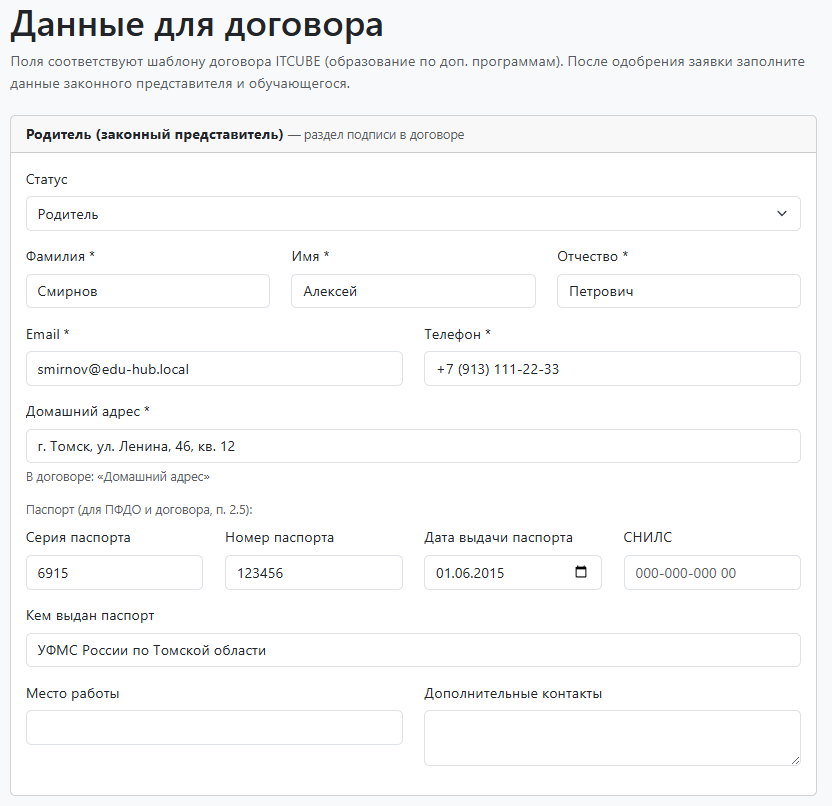 Данные для договора
Поля соответствуют шаблону договора ITCUBE (образование по доп. программам). После одобрения заявки заполните
данные законного представителя и обучающегося.
Родитель (законный представитель) — раздел подписи в договоре
Статус
Родитель
Фамилия * Имя * Отчество *
Смирнов Алексей Петрович
Email * Телефон *
smirnov@edu-hub.local +7 (913) 111-22-33
Домашний адрес *
г. Томск, ул. Ленина, 46, кв. 12
В договоре: «Домашний адрес»
Паспорт (для ПФДО и договора, п. 2.5):
Серия паспорта Номер паспорта Дата выдачи паспорта СНИЛС
6915 123456 01.06.2015 000-000-000 00
Кем выдан паспорт
УФМС России по Томской области
Место работы Дополнительные контакты